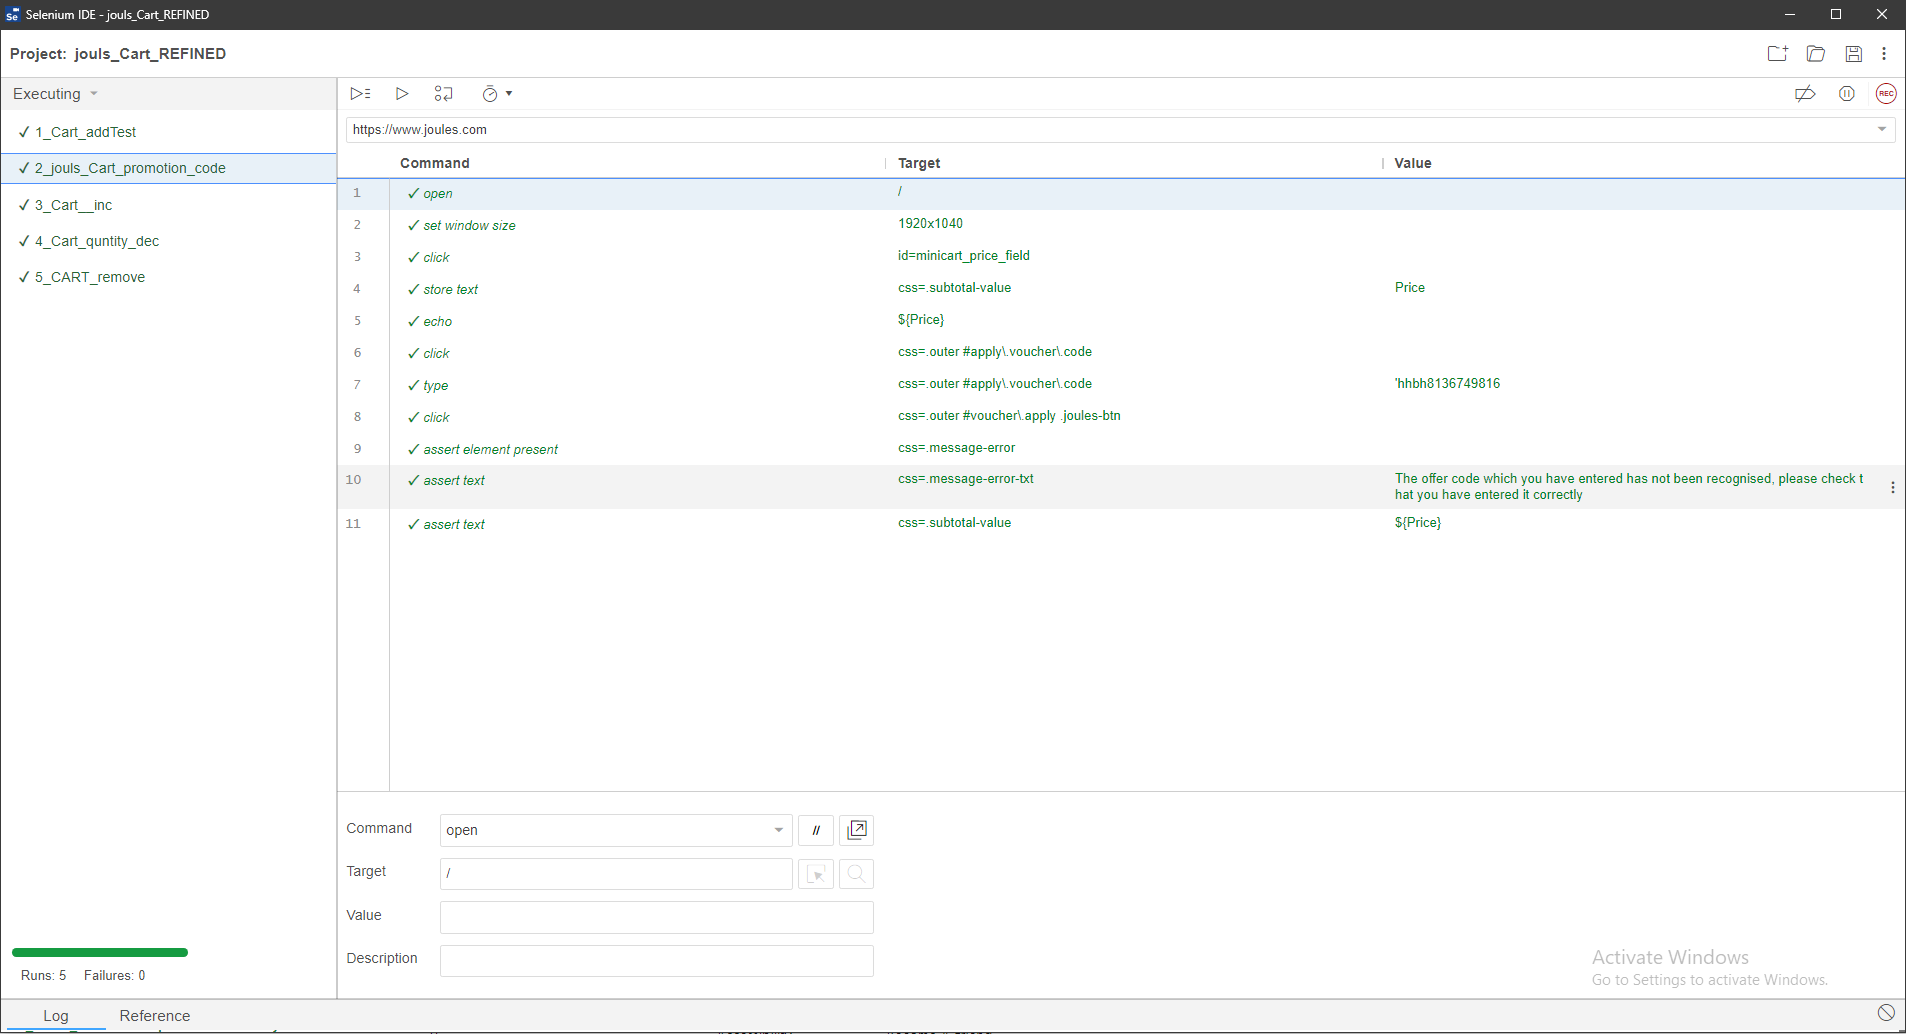 Selenium IDE - jouls_Cart_REFINED
Project: jouls_Cart_REFINED
Executing
REC
✓ 1_Cart_addTest
✓ 2_jouls_Cart_promotion_code
✓ 3_Cart__inc
✓ 4_Cart_quntity_dec
✓ 5_CART_remove
https://www.joules.com
Command Target Value
1 ✓ open /
2 ✓ set window size 1920x1040
3 ✓ click id=minicart_price_field
4 ✓ store text css=.subtotal-value Price
5 ✓ echo ${Price}
6 ✓ click css=.outer #apply\.voucher\.code
7 ✓ type css=.outer #apply\.voucher\.code 'hhbh8136749816
8 ✓ click css=.outer #voucher\.apply .joules-btn
9 ✓ assert element present css=.message-error
10 ✓ assert text css=.message-error-txt The offer code which you have entered has not been recognised, please check t
hat you have entered it correctly
11 ✓ assert text css=.subtotal-value ${Price}
Command open //
Target /
Value
Description
Runs: 5 Failures: 0
Activate Windows
Go to Settings to activate Windows.
Log Reference